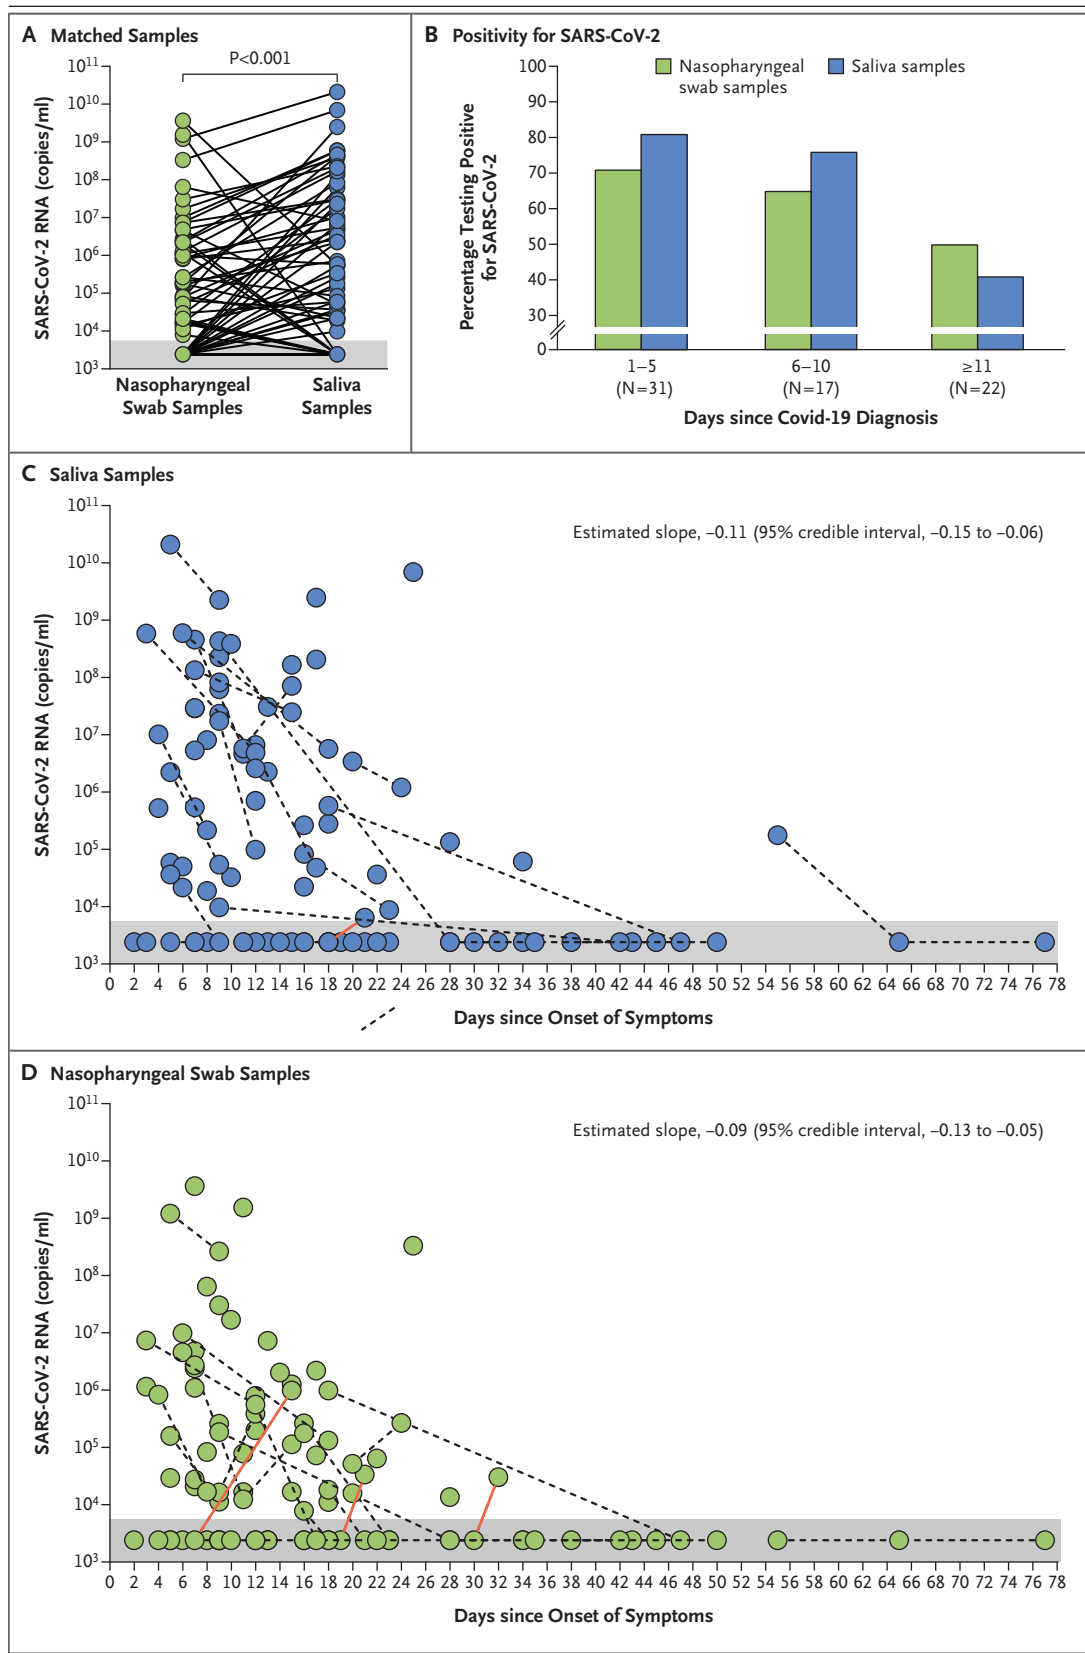 A Matched Samples
P<0.001
SARS-CoV-2 RNA (copies/ml)
10¹¹
10¹⁰
10⁹
10⁸
10⁷
10⁶
10⁵
10⁴
10³
Nasopharyngeal
Swab Samples
Saliva
Samples
B Positivity for SARS-CoV-2
Nasopharyngeal
swab samples
Saliva samples
Percentage Testing Positive
for SARS-CoV-2
100
90
80
70
60
50
40
30
0
1–5
(N=31)
6–10
(N=17)
≥11
(N=22)
Days since Covid-19 Diagnosis
C Saliva Samples
Estimated slope, –0.11 (95% credible interval, –0.15 to –0.06)
SARS-CoV-2 RNA (copies/ml)
10¹¹
10¹⁰
10⁹
10⁸
10⁷
10⁶
10⁵
10⁴
10³
0 2 4 6 8 10 12 14 16 18 20 22 24 26 28 30 32 34 36 38 40 42 44 46 48 50 52 54 56 58 60 62 64 66 68 70 72 74 76 78
Days since Onset of Symptoms
D Nasopharyngeal Swab Samples
Estimated slope, –0.09 (95% credible interval, –0.13 to –0.05)
SARS-CoV-2 RNA (copies/ml)
10¹¹
10¹⁰
10⁹
10⁸
10⁷
10⁶
10⁵
10⁴
10³
0 2 4 6 8 10 12 14 16 18 20 22 24 26 28 30 32 34 36 38 40 42 44 46 48 50 52 54 56 58 60 62 64 66 68 70 72 74 76 78
Days since Onset of Symptoms